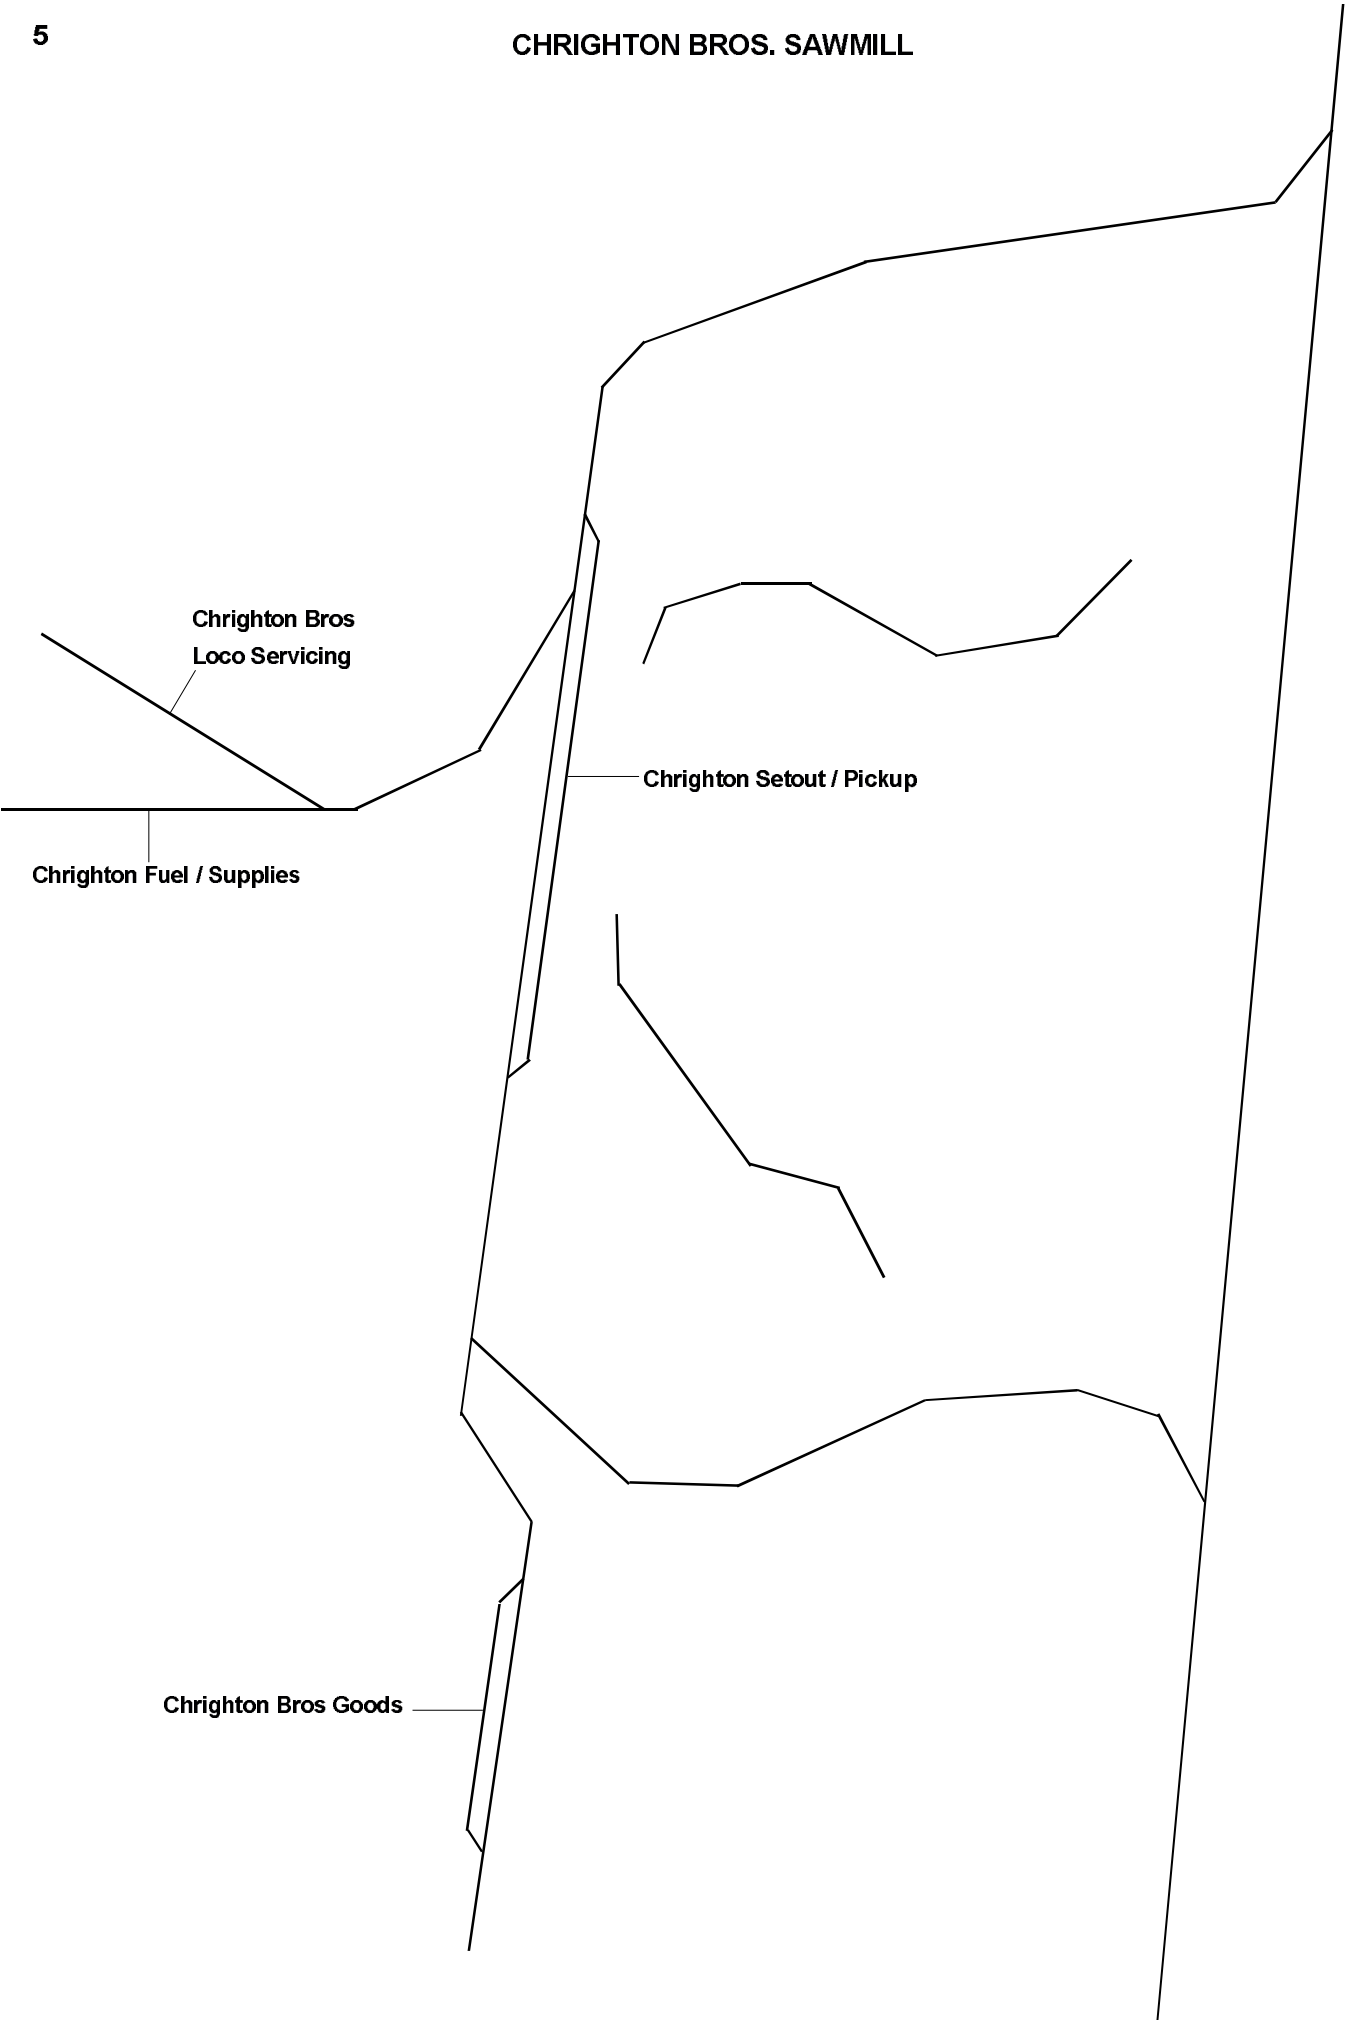 5
CHRIGHTON BROS. SAWMILL
Chrighton Bros
Loco Servicing
Chrighton Setout / Pickup
Chrighton Fuel / Supplies
Chrighton Bros Goods